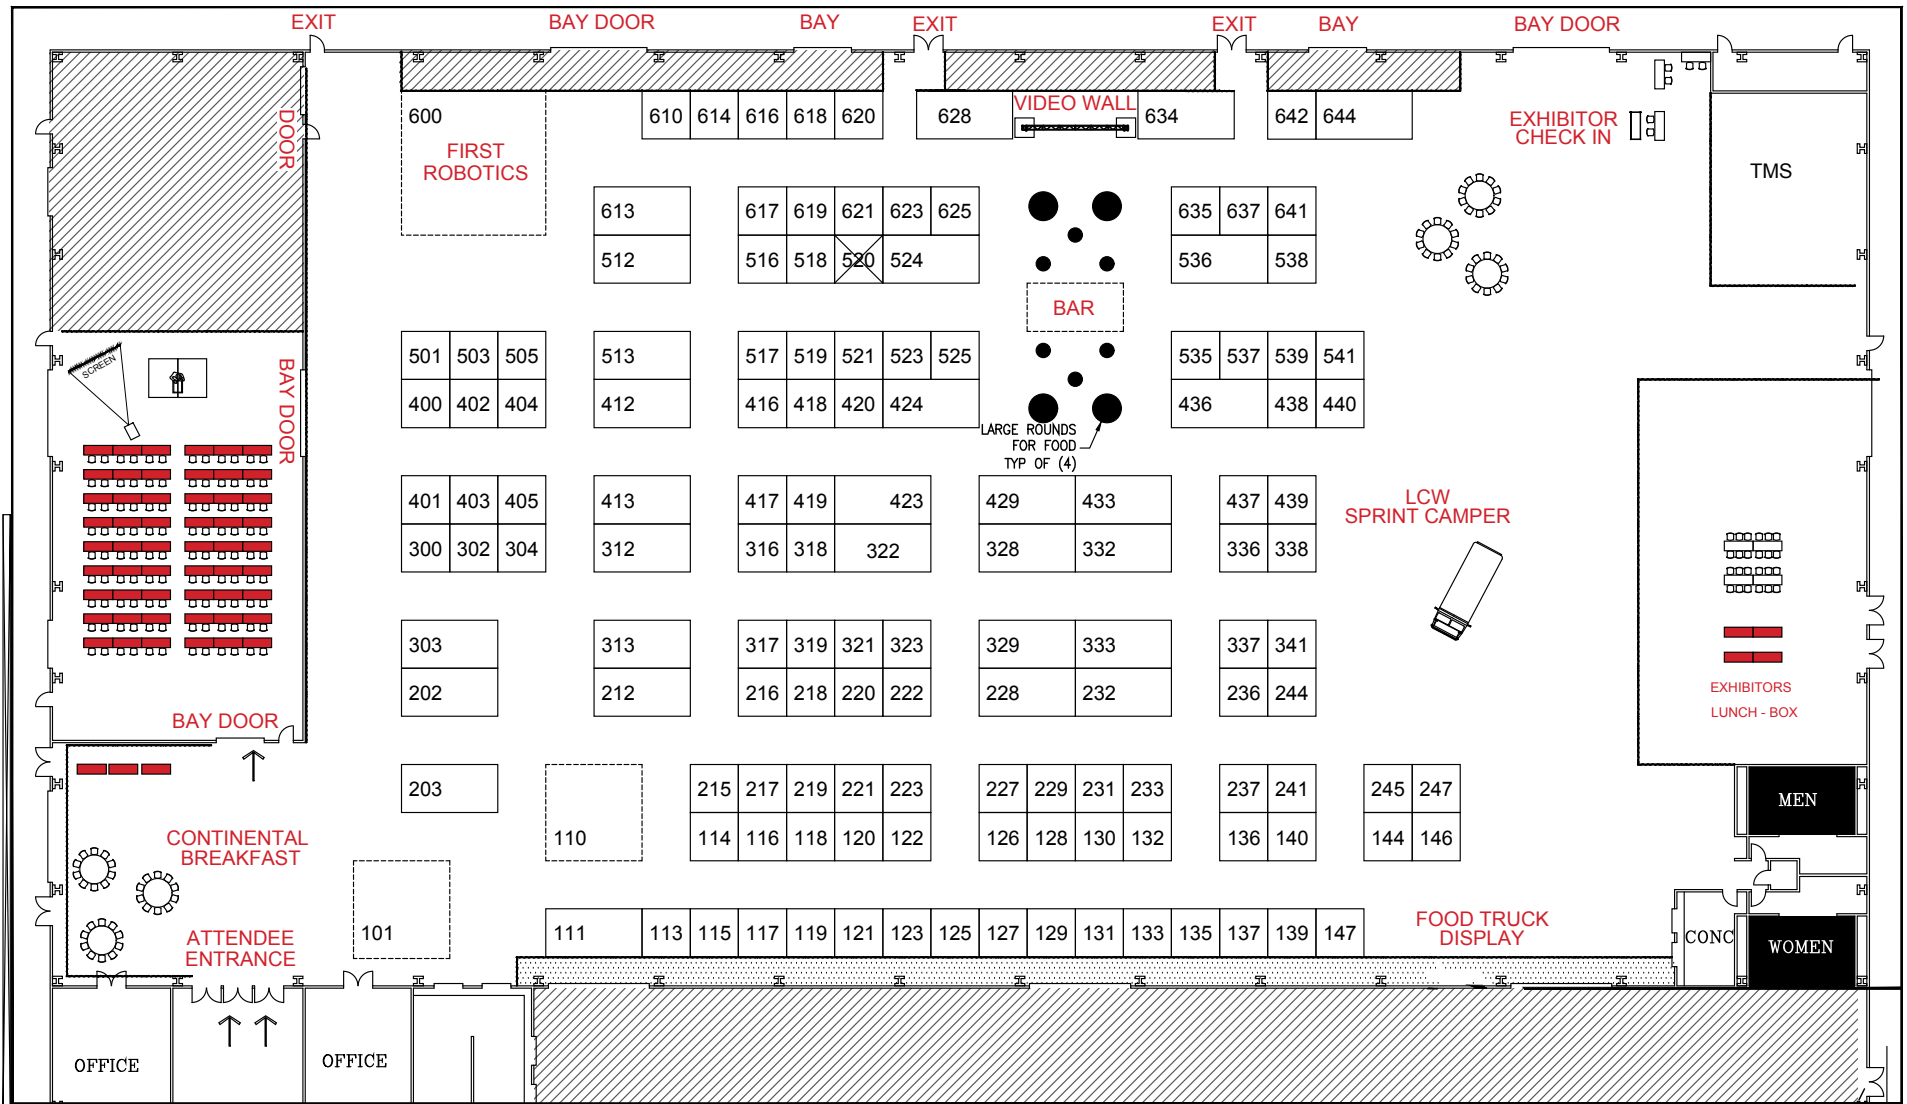 EXIT
BAY DOOR
BAY
EXIT
EXIT
BAY
BAY DOOR
600
610 614 616 618 620
628
VIDEO WALL
634
642 644
EXHIBITOR
CHECK IN
DOOR
FIRST
ROBOTICS
TMS
613
617 619 621 623 625
635 637 641
512
516 518 520 524
536 538
BAR
SCREEN
BAY DOOR
501 503 505
513
517 519 521 523 525
535 537 539 541
400 402 404
412
416 418 420 424
436 438 440
LARGE ROUNDS
FOR FOOD
TYP OF (4)
401 403 405
413
417 419 423
429 433
437 439
LCW
SPRINT CAMPER
300 302 304
312
316 318 322
328 332
336 338
303
313
317 319 321 323
329 333
337 341
202
212
216 218 220 222
228 232
236 244
EXHIBITORS
LUNCH - BOX
BAY DOOR
203
215 217 219 221 223
227 229 231 233
237 241
245 247
MEN
110
114 116 118 120 122
126 128 130 132
136 140
144 146
CONTINENTAL
BREAKFAST
101
111 113 115 117 119 121 123 125 127 129 131 133 135 137 139 147
FOOD TRUCK
DISPLAY
CONC
WOMEN
ATTENDEE
ENTRANCE
OFFICE
OFFICE